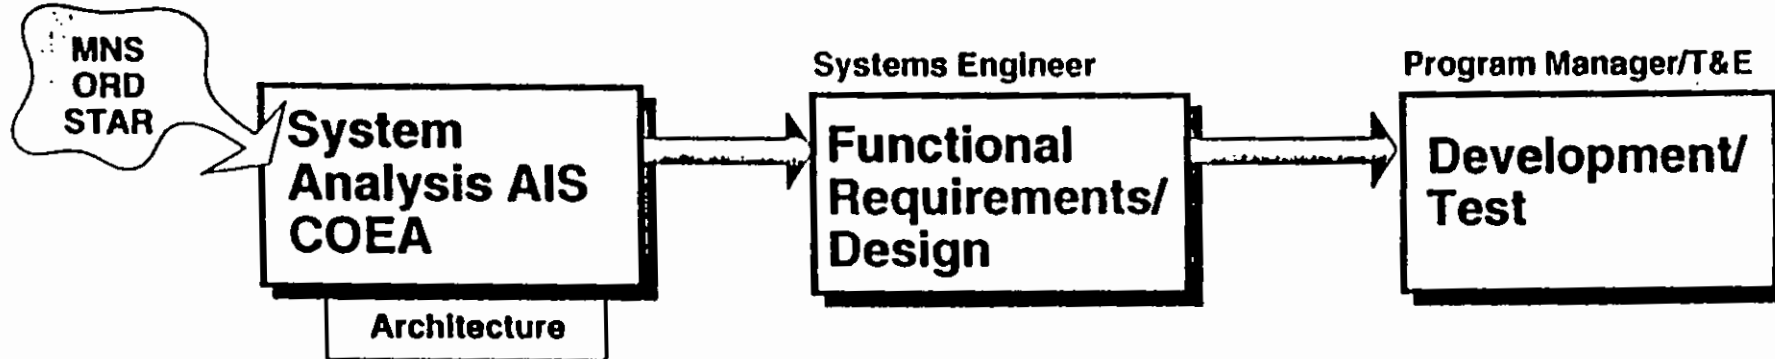 MNS
ORD
STAR
System
Analysis AIS
COEA
Architecture
Systems Engineer
Functional
Requirements/
Design
Program Manager/T&E
Development/
Test